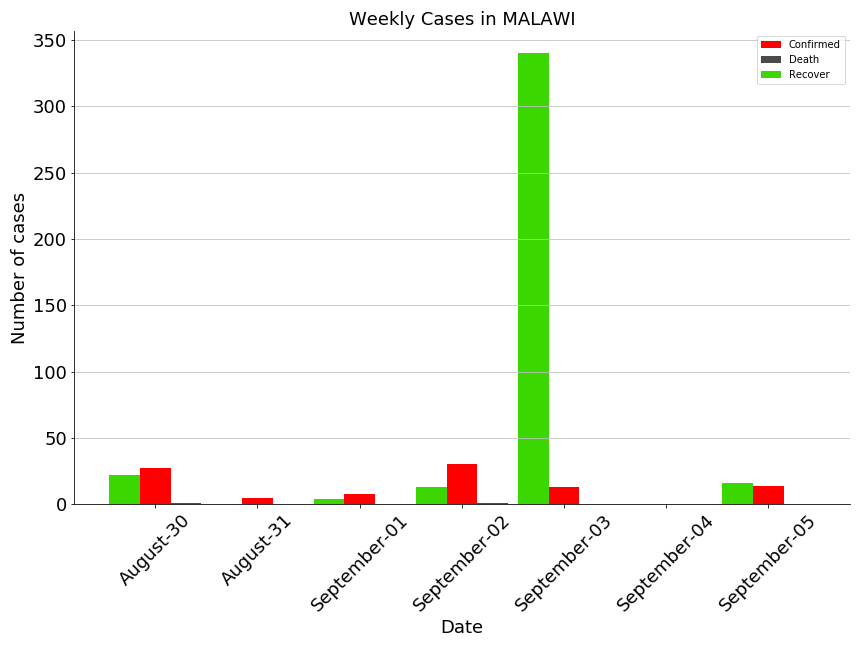 Weekly Cases in MALAWI
Confirmed
Death
Recover
Number of cases
350
300
250
200
150
100
50
0
August-30
August-31
September-01
September-02
September-03
September-04
September-05
Date